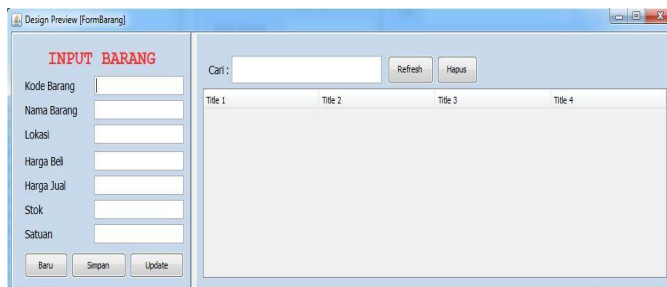 Design Preview [FormBarang]
INPUT BARANG
Kode Barang
Nama Barang
Lokasi
Harga Beli
Harga Jual
Stok
Satuan
Baru Simpan Update
Cari : Refresh Hapus
Title 1 Title 2 Title 3 Title 4